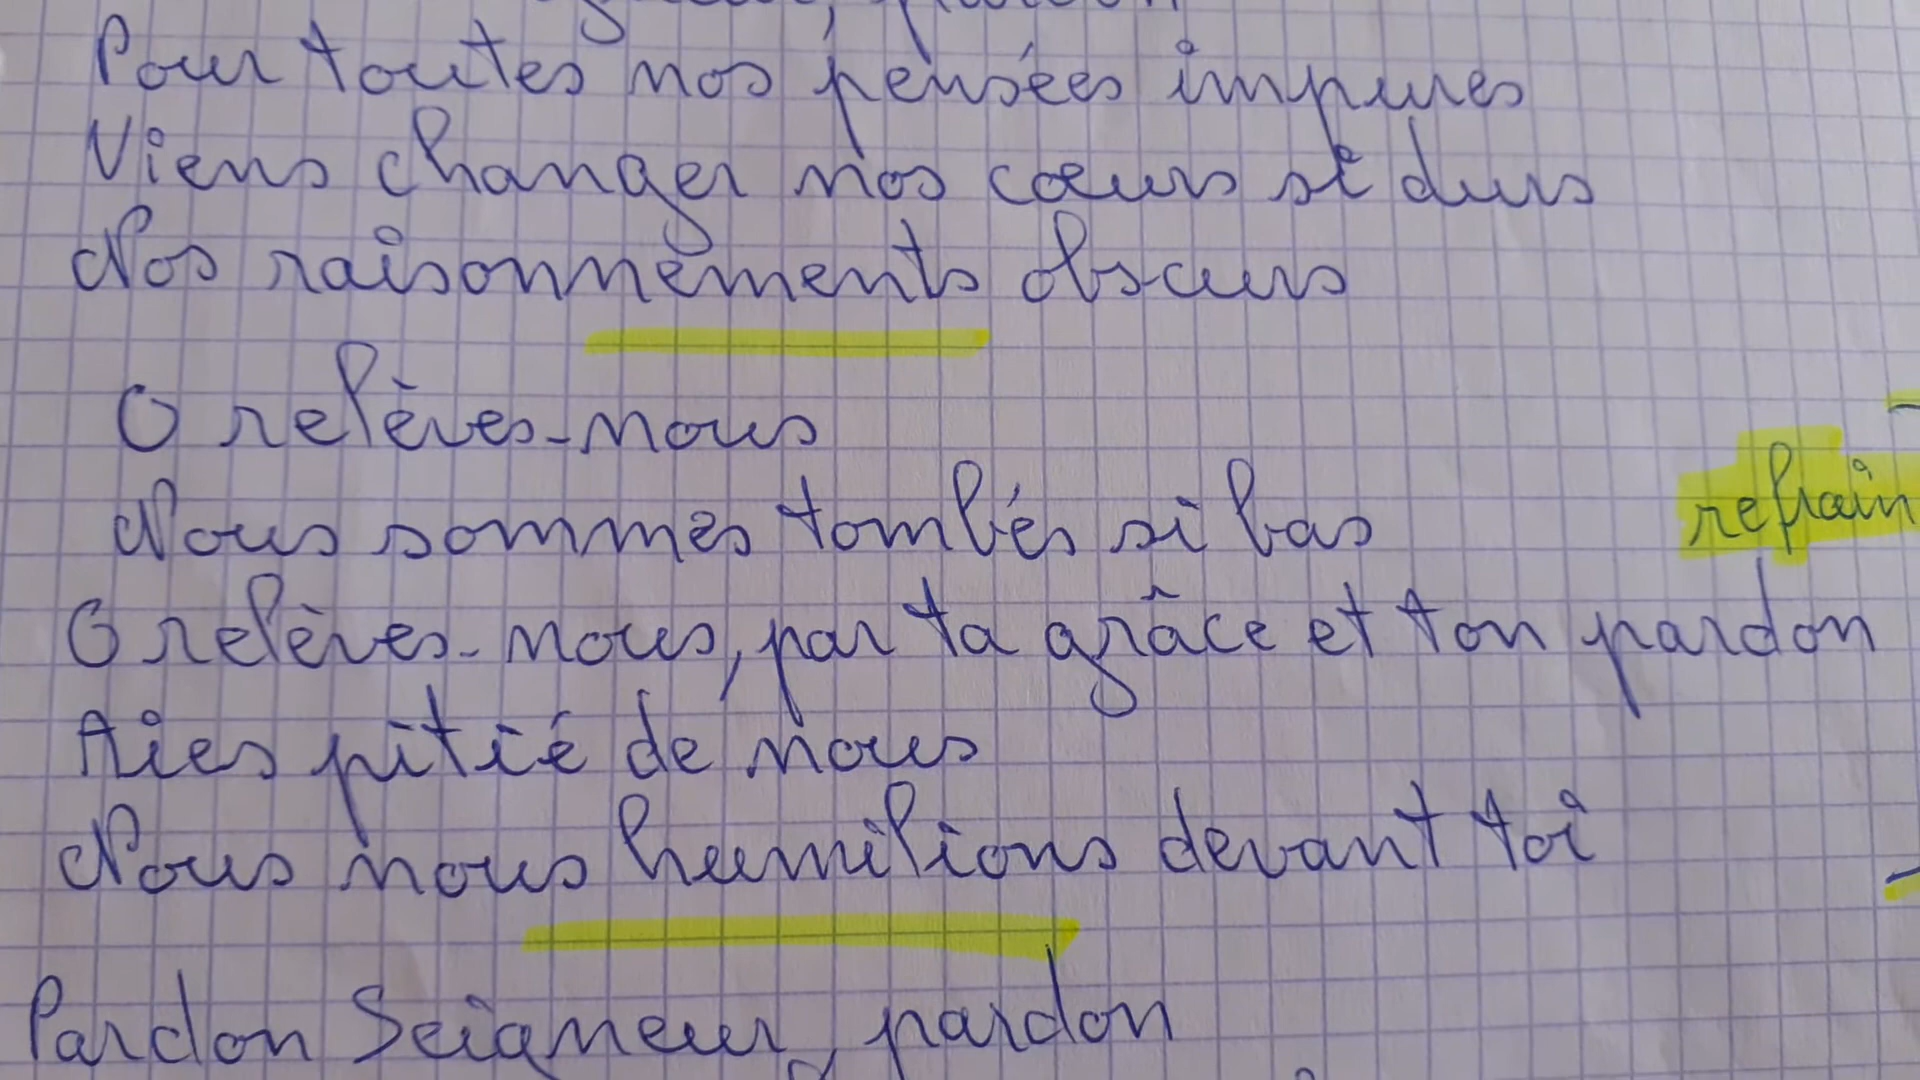 Pour toutes nos pensées impures
Viens changer nos cœurs si durs
Nos raisonnements obscurs
O relèves-nous
Nous sommes tombés si bas
refrain
O relèves-nous, par ta grâce et ton pardon
Aies pitié de nous
Nous nous humilions devant toi
Pardon Seigneur, pardon